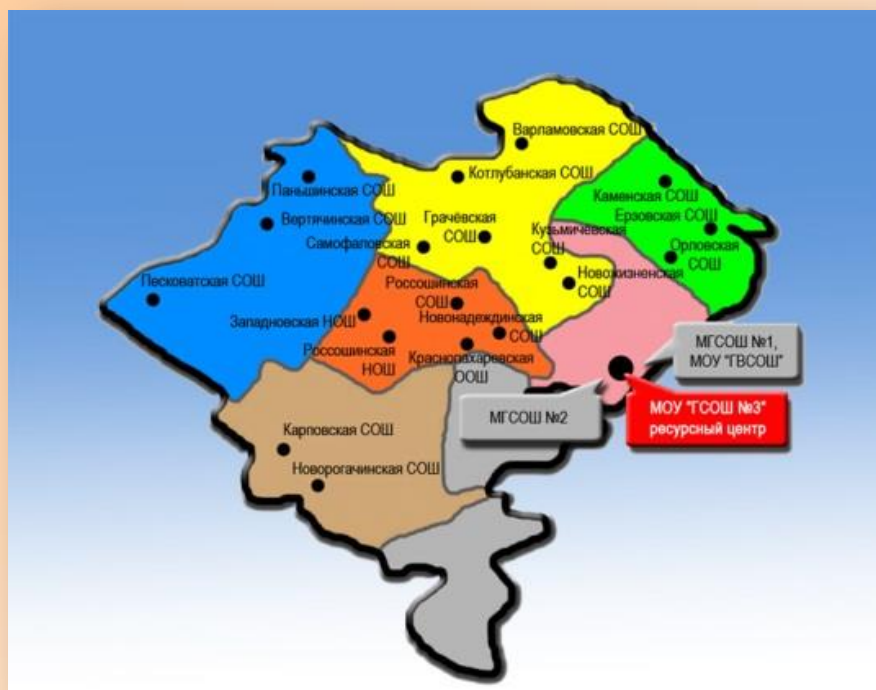 Варламовская СОШ
Котлубанская СОШ
Паньшинская СОШ
Каменская СОШ
Вертячинская СОШ
Грачёвская
СОШ
Ерзовская СОШ
Самофаловская
СОШ
Кузьмичёвская
СОШ
Орловская
СОШ
Песковатская СОШ
Россошинская
СОШ
Новожизненская
СОШ
Западновская НОШ
Новонадеждинская
СОШ
Россошинская
НОШ
Краснопахаревская
ООШ
МГСОШ №1,
МОУ "ГВСОШ"
МГСОШ №2
МОУ "ГСОШ №3"
ресурсный центр
Карповская СОШ
Новорогачинская СОШ